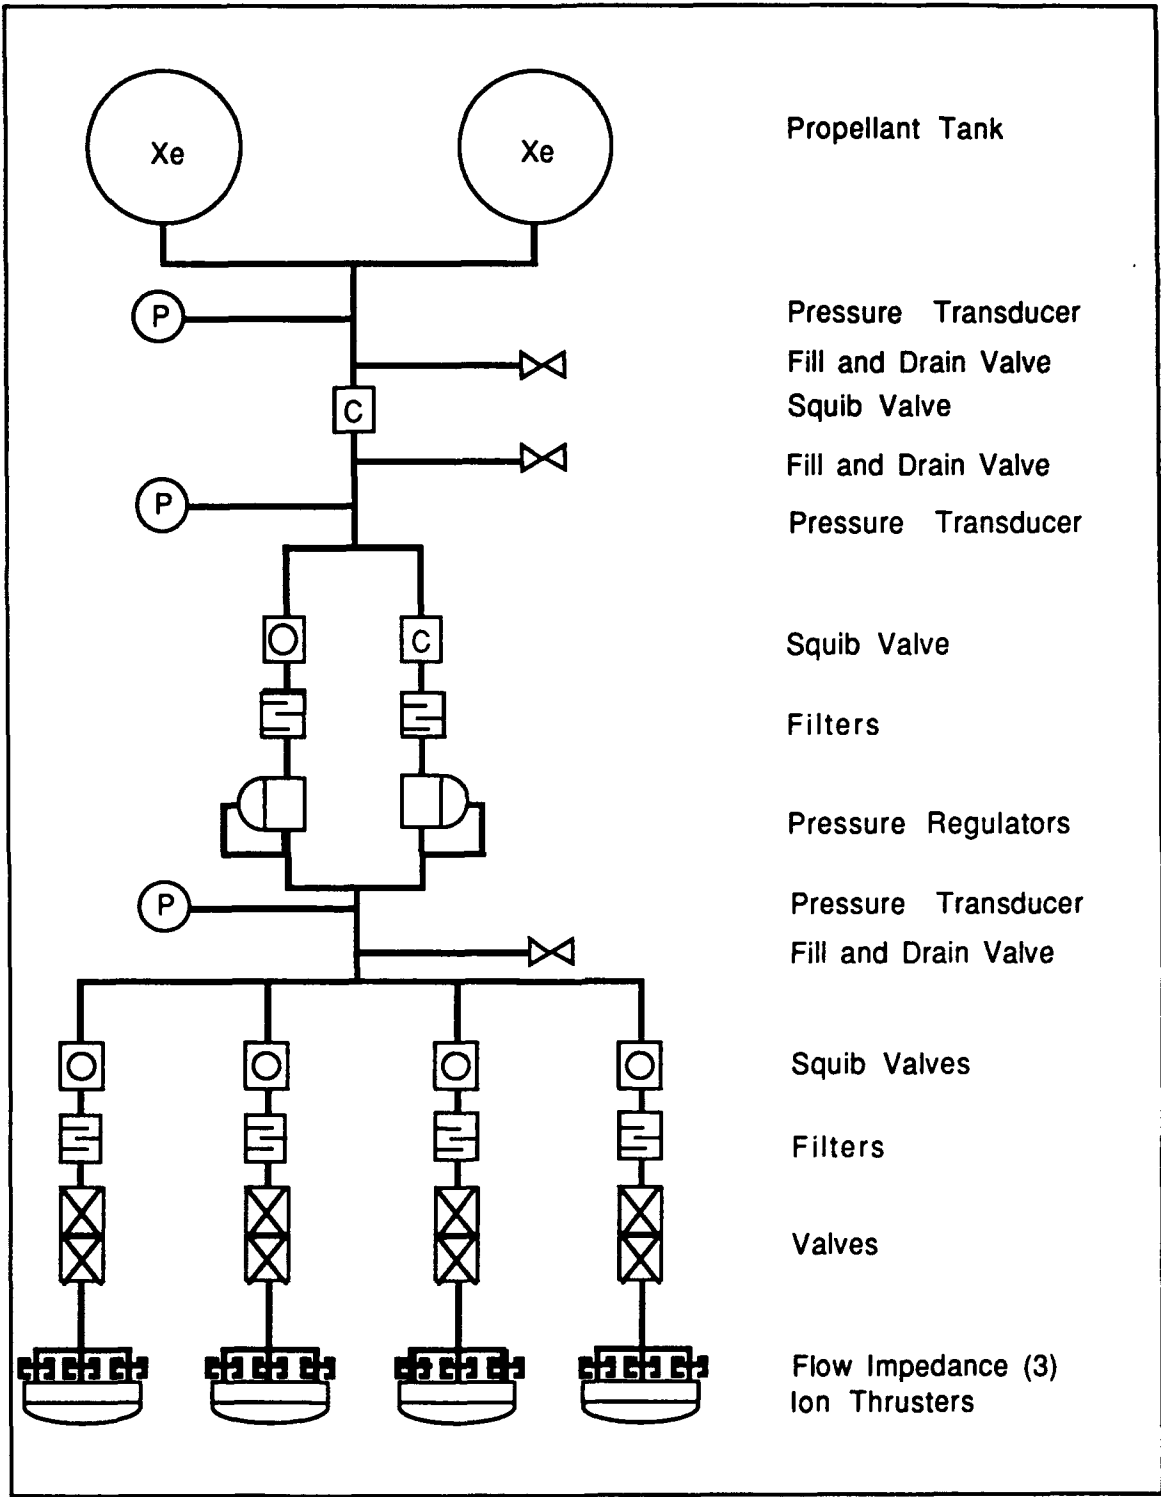 Xe
Xe
Propellant Tank
P
Pressure Transducer
Fill and Drain Valve
C
Squib Valve
Fill and Drain Valve
P
Pressure Transducer
O
C
Squib Valve
Filters
Pressure Regulators
P
Pressure Transducer
Fill and Drain Valve
O
O
O
O
Squib Valves
Filters
Valves
Flow Impedance (3)
Ion Thrusters